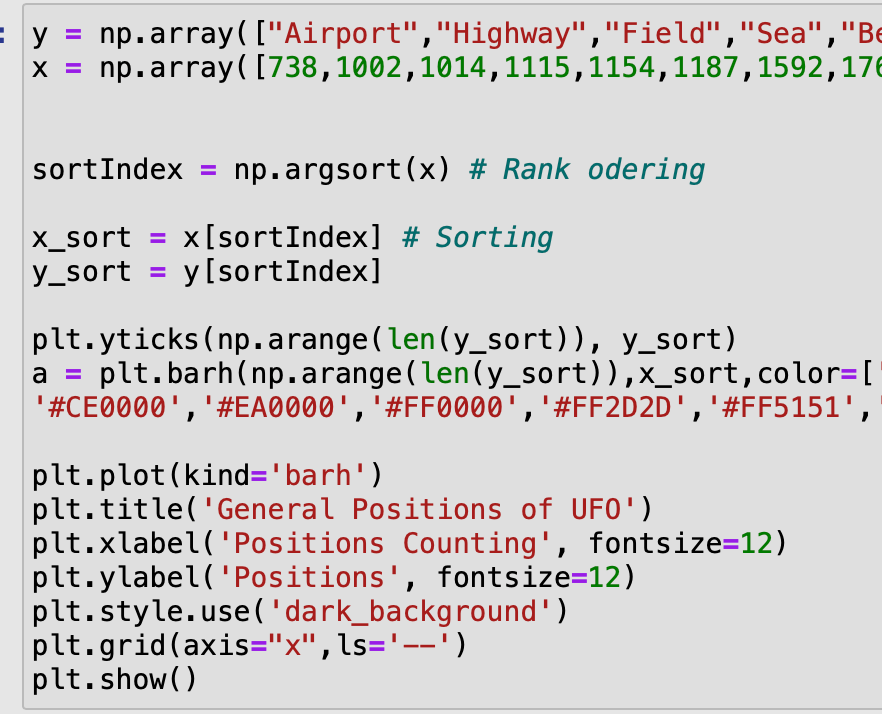 y = np.array(["Airport","Highway","Field","Sea","Be
x = np.array([738,1002,1014,1115,1154,1187,1592,176
sortIndex = np.argsort(x) # Rank odering
x_sort = x[sortIndex] # Sorting
y_sort = y[sortIndex]
plt.yticks(np.arange(len(y_sort)), y_sort)
a = plt.barh(np.arange(len(y_sort)),x_sort,color=['
'#CE0000','#EA0000','#FF0000','#FF2D2D','#FF5151','
plt.plot(kind='barh')
plt.title('General Positions of UFO')
plt.xlabel('Positions Counting', fontsize=12)
plt.ylabel('Positions', fontsize=12)
plt.style.use('dark_background')
plt.grid(axis="x",ls='--')
plt.show()